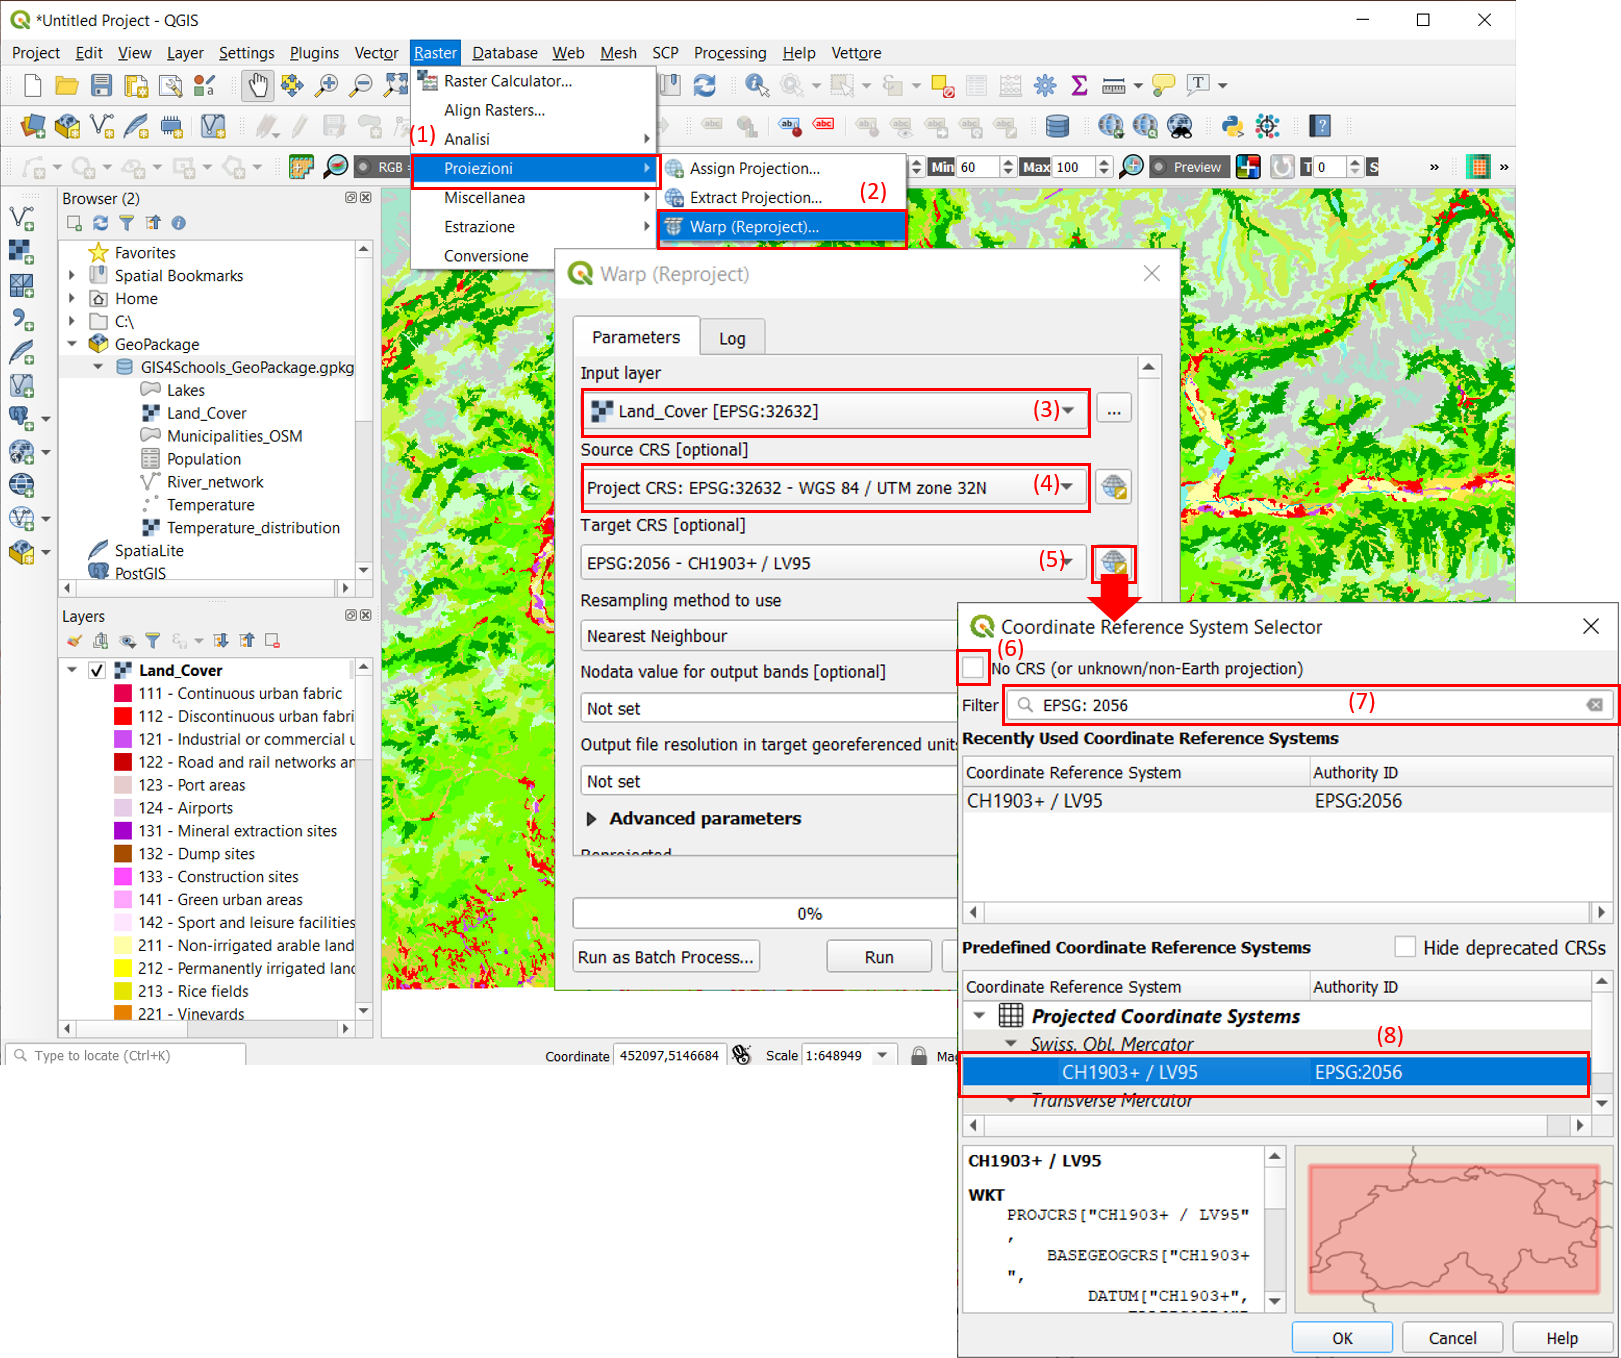 *Untitled Project - QGIS
Project Edit View Layer Settings Plugins Vector Raster Database Web Mesh SCP Processing Help Vettore
Raster Calculator...
Align Rasters...
(1) Analisi
Proiezioni
Miscellanea
Estrazione
Conversione
Assign Projection...
Extract Projection...
(2)
Warp (Reproject)...
RGB =
Min 60 Max 100 Preview T 0 S » »
Browser (2)
Favorites
Spatial Bookmarks
Home
C:\
GeoPackage
GIS4Schools_GeoPackage.gpkg
Lakes
Land_Cover
Municipalities_OSM
Population
River_network
Temperature
Temperature_distribution
SpatiaLite
PostGIS
Layers
Land_Cover
111 - Continuous urban fabric
112 - Discontinuous urban fabri
121 - Industrial or commercial u
122 - Road and rail networks an
123 - Port areas
124 - Airports
131 - Mineral extraction sites
132 - Dump sites
133 - Construction sites
141 - Green urban areas
142 - Sport and leisure facilities
211 - Non-irrigated arable land
212 - Permanently irrigated lan
213 - Rice fields
221 - Vineyards
Type to locate (Ctrl+K)
Coordinate 452097,5146684 Scale 1:648949 Mag
Warp (Reproject)
Parameters Log
Input layer
Land_Cover [EPSG:32632] (3) ...
Source CRS [optional]
Project CRS: EPSG:32632 - WGS 84 / UTM zone 32N (4)
Target CRS [optional]
EPSG:2056 - CH1903+ / LV95 (5)
Resampling method to use
Nearest Neighbour
Nodata value for output bands [optional]
Not set
Output file resolution in target georeferenced units
Not set
Advanced parameters
Reprojected
0%
Run as Batch Process... Run
Coordinate Reference System Selector
(6)
No CRS (or unknown/non-Earth projection)
Filter EPSG: 2056 (7)
Recently Used Coordinate Reference Systems
Coordinate Reference System Authority ID
CH1903+ / LV95 EPSG:2056
Predefined Coordinate Reference Systems Hide deprecated CRSs
Coordinate Reference System Authority ID
Projected Coordinate Systems
Swiss. Obl. Mercator (8)
CH1903+ / LV95 EPSG:2056
Transverse Mercator
CH1903+ / LV95
WKT
PROJCRS["CH1903+ / LV95"
,
BASEGEOGCRS["CH1903+
",
DATUM["CH1903+",
OK Cancel Help